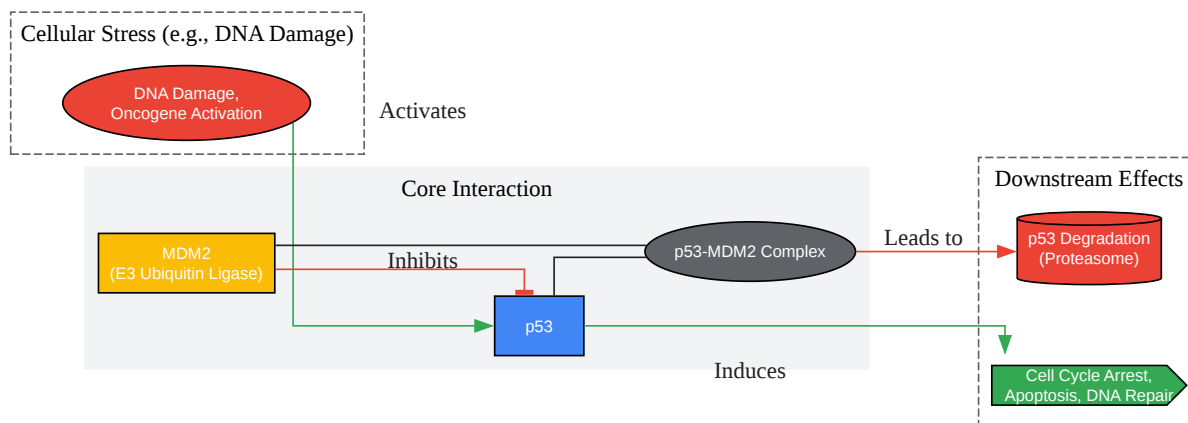 Cellular Stress (e.g., DNA Damage)
DNA Damage,
Oncogene Activation
Activates
Core Interaction
Downstream Effects
MDM2
(E3 Ubiquitin Ligase)
Inhibits
p53-MDM2 Complex
Leads to
p53 Degradation
(Proteasome)
p53
Induces
Cell Cycle Arrest,
Apoptosis, DNA Repair